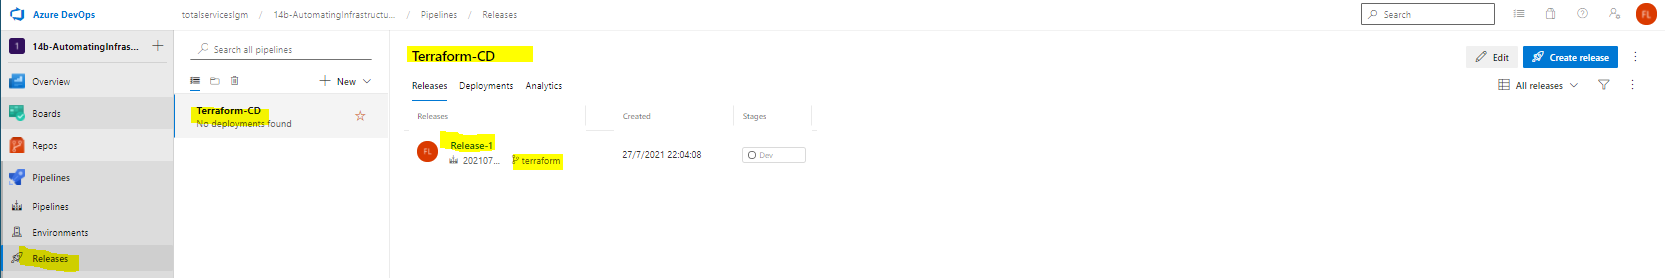 Azure DevOps
totalserviceslgm / 14b-AutomatingInfrastructu... / Pipelines / Releases
Search
FL
1 14b-AutomatingInfras...
Overview
Boards
Repos
Pipelines
Pipelines
Environments
Releases
Search all pipelines
New
Terraform-CD
No deployments found
Terraform-CD
Edit
Create release
Releases Deployments Analytics
All releases
Releases Created Stages
FL
Release-1
202107... terraform
27/7/2021 22:04:08
Dev